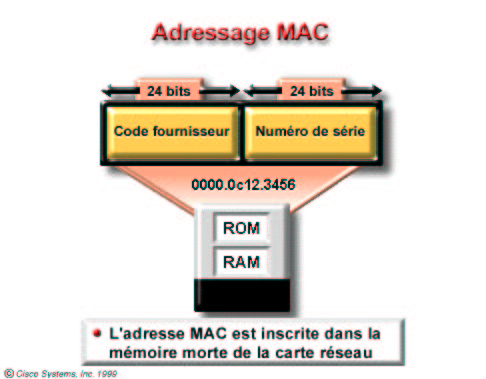 Adressage MAC
24 bits 24 bits
Code fournisseur Numéro de série
0000.0c12.3456
ROM
RAM
• L'adresse MAC est inscrite dans la
mémoire morte de la carte réseau
© Cisco Systems, Inc. 1999